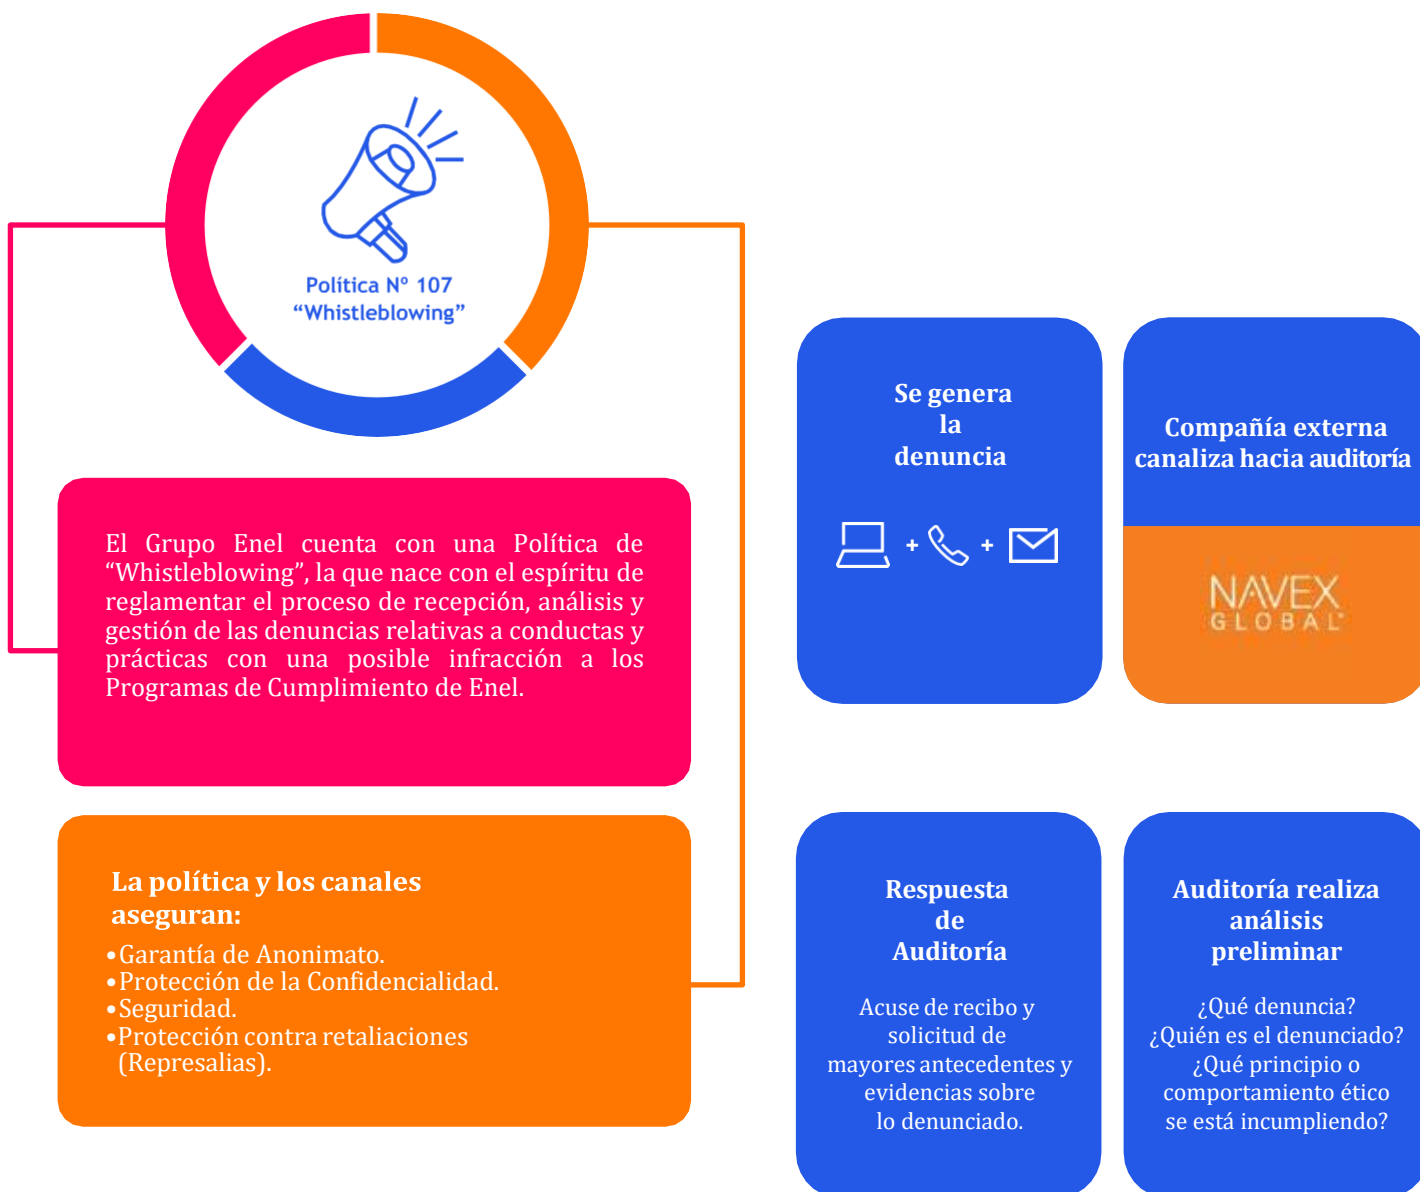 Política Nº 107
“Whistleblowing”
El Grupo Enel cuenta con una Política de
“Whistleblowing”, la que nace con el espíritu de
reglamentar el proceso de recepción, análisis y
gestión de las denuncias relativas a conductas y
prácticas con una posible infracción a los
Programas de Cumplimiento de Enel.
La política y los canales
aseguran:
•Garantía de Anonimato.
•Protección de la Confidencialidad.
•Seguridad.
•Protección contra retaliaciones
(Represalias).
Se genera
la
denuncia
+ +
Compañía externa
canaliza hacia auditoría
NAVEX
GLOBAL®
Respuesta
de
Auditoría
Acuse de recibo y
solicitud de
mayores antecedentes y
evidencias sobre
lo denunciado.
Auditoría realiza
análisis
preliminar
¿Qué denuncia?
¿Quién es el denunciado?
¿Qué principio o
comportamiento ético
se está incumpliendo?